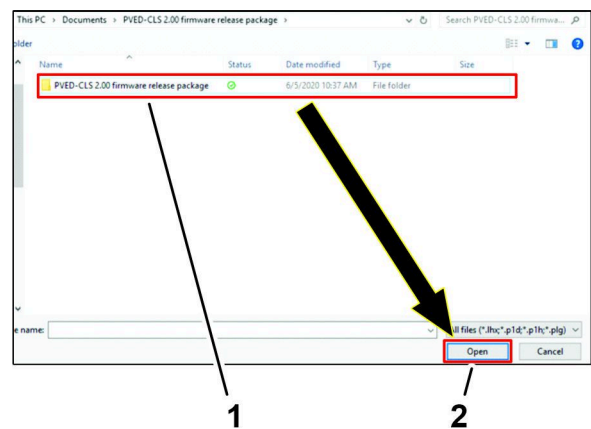 This PC > Documents > PVED-CLS 2.00 firmware release package >
Search PVED-CLS 2.00 firmwa...
older
Name Status Date modified Type Size
PVED-CLS 2.00 firmware release package 6/5/2020 10:37 AM File folder
e name:
All files (*.lhx;*.p1d;*.p1h;*.plg)
Open Cancel
1 2